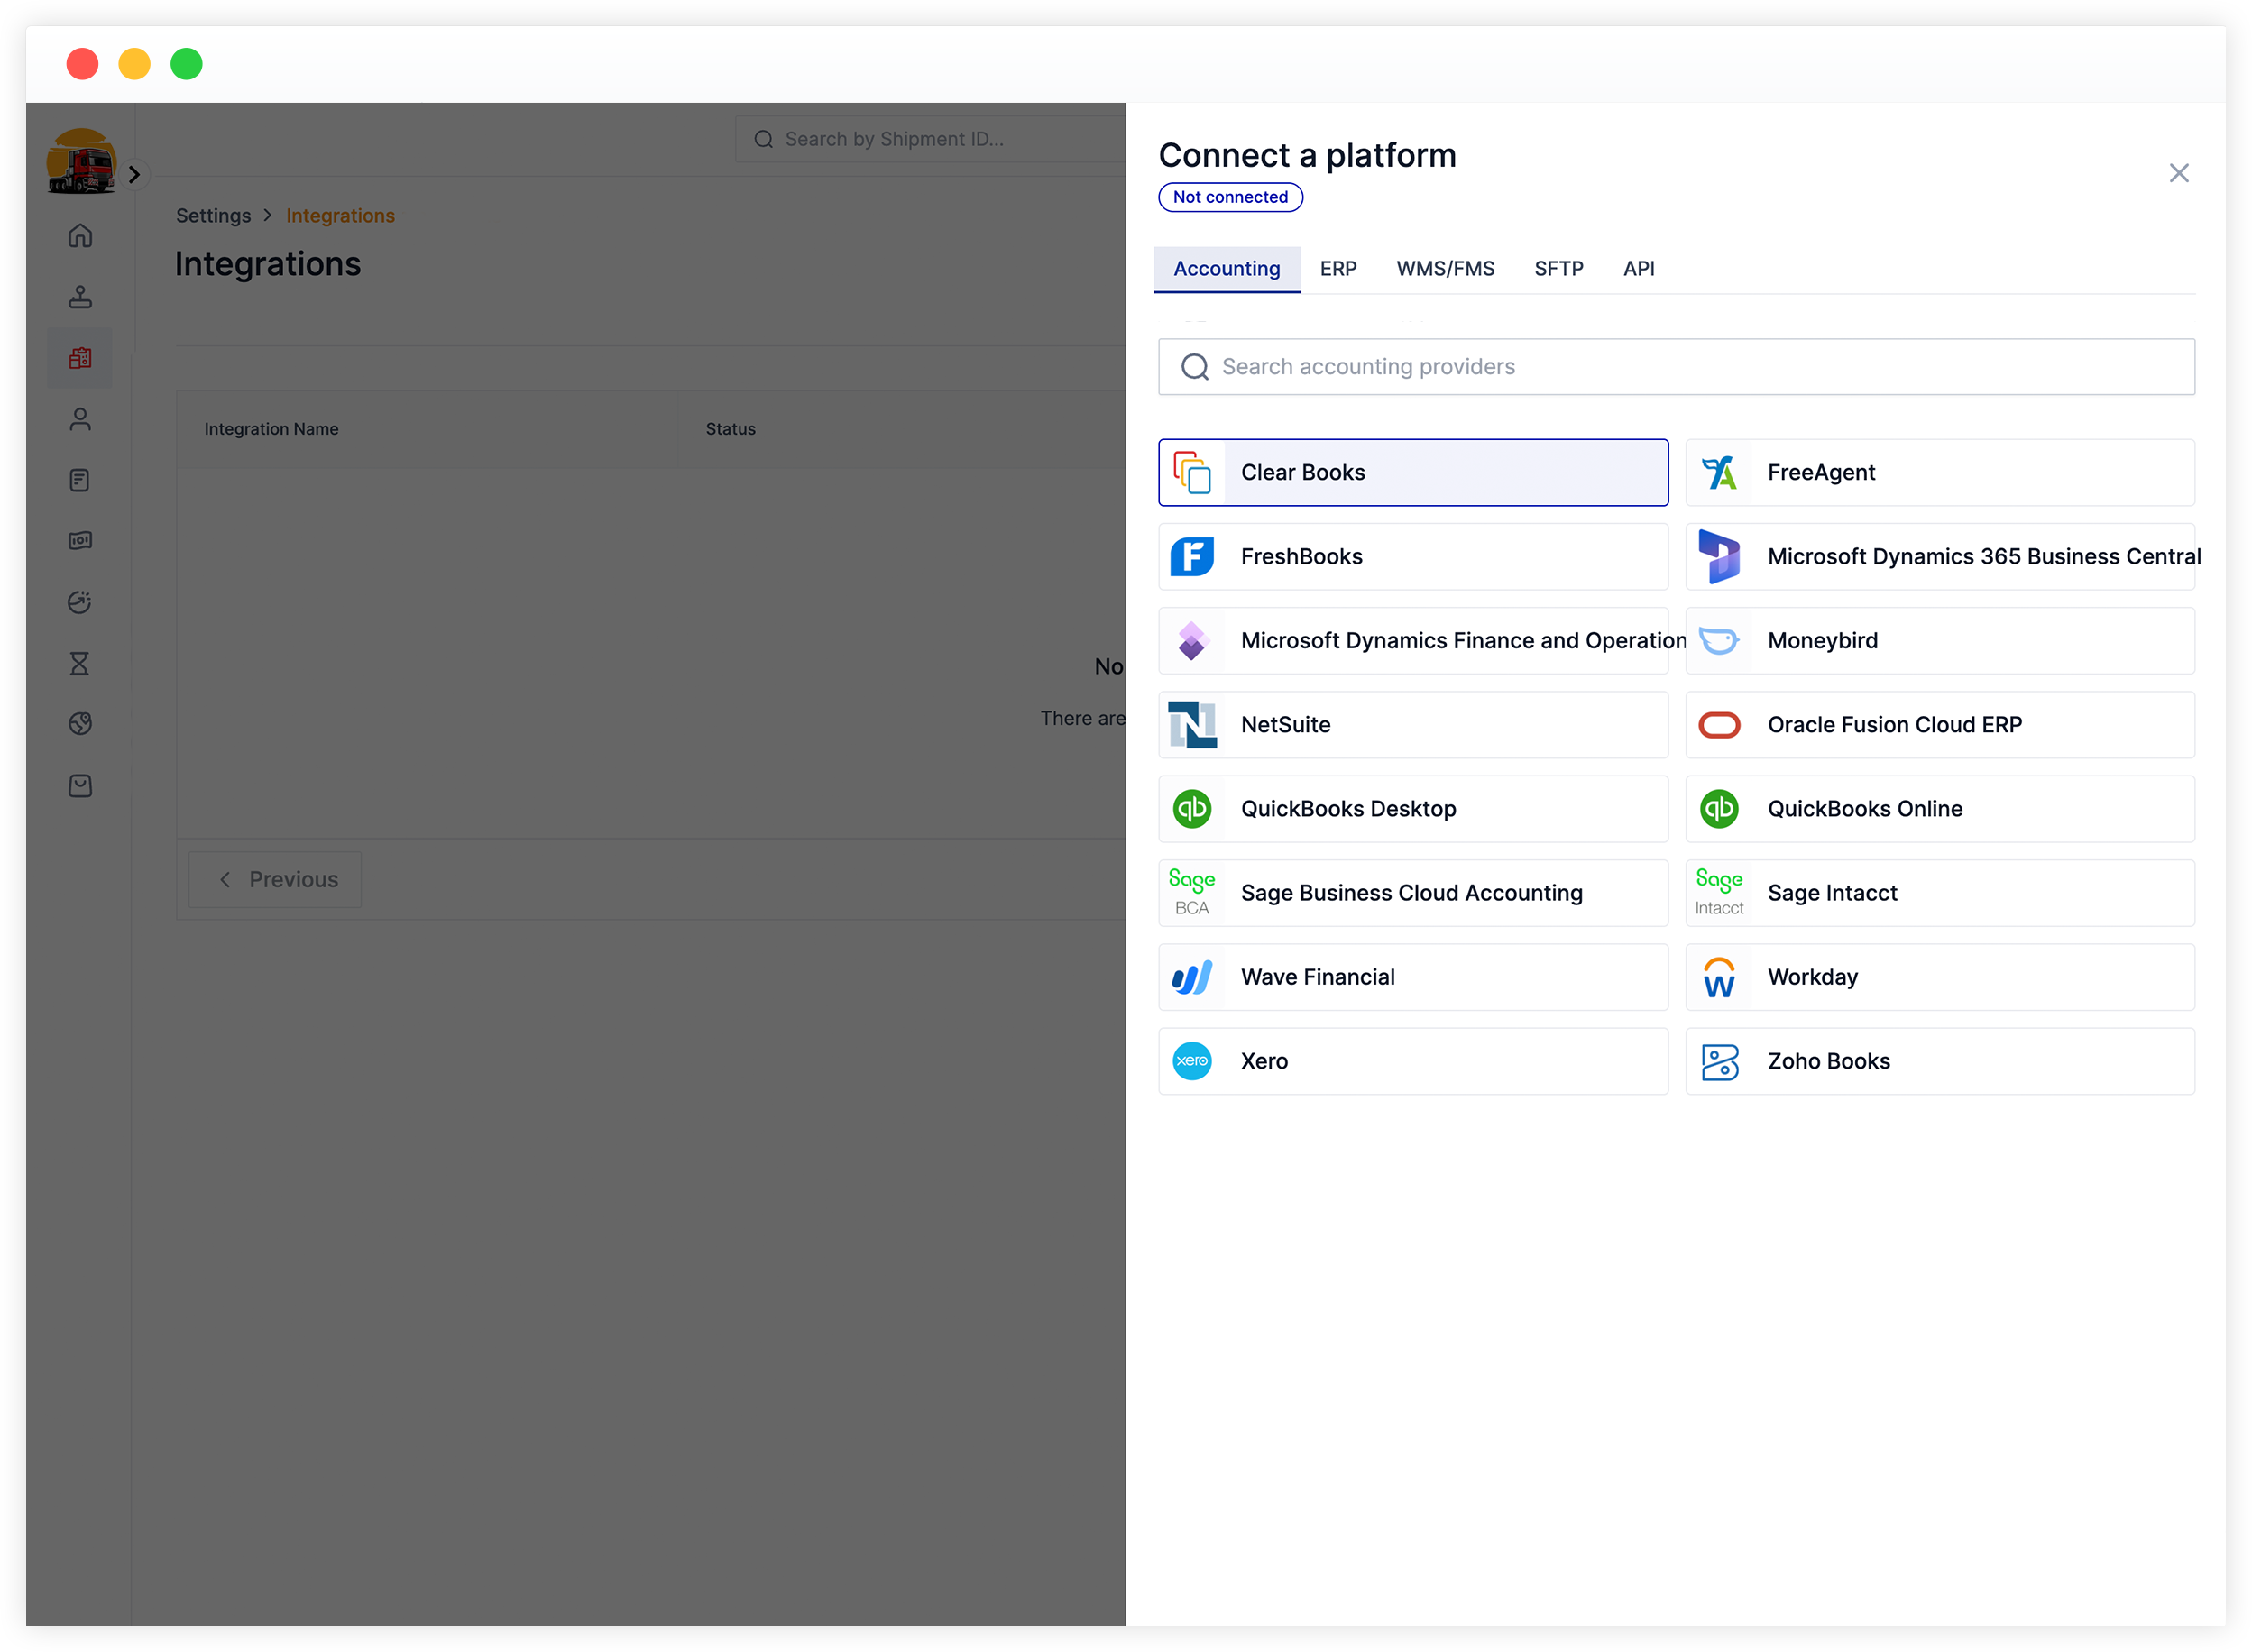 Search by Shipment ID...
Settings > Integrations
Integrations
Integration Name Status
No
There are
Previous
Connect a platform
Not connected
Accounting ERP WMS/FMS SFTP API
Search accounting providers
Clear Books FreeAgent
FreshBooks Microsoft Dynamics 365 Business Central
Microsoft Dynamics Finance and Operation Moneybird
NetSuite Oracle Fusion Cloud ERP
qb QuickBooks Desktop qb QuickBooks Online
Sage BCA Sage Business Cloud Accounting Sage Intacct Sage Intacct
Wave Financial Workday
xero Xero Zoho Books